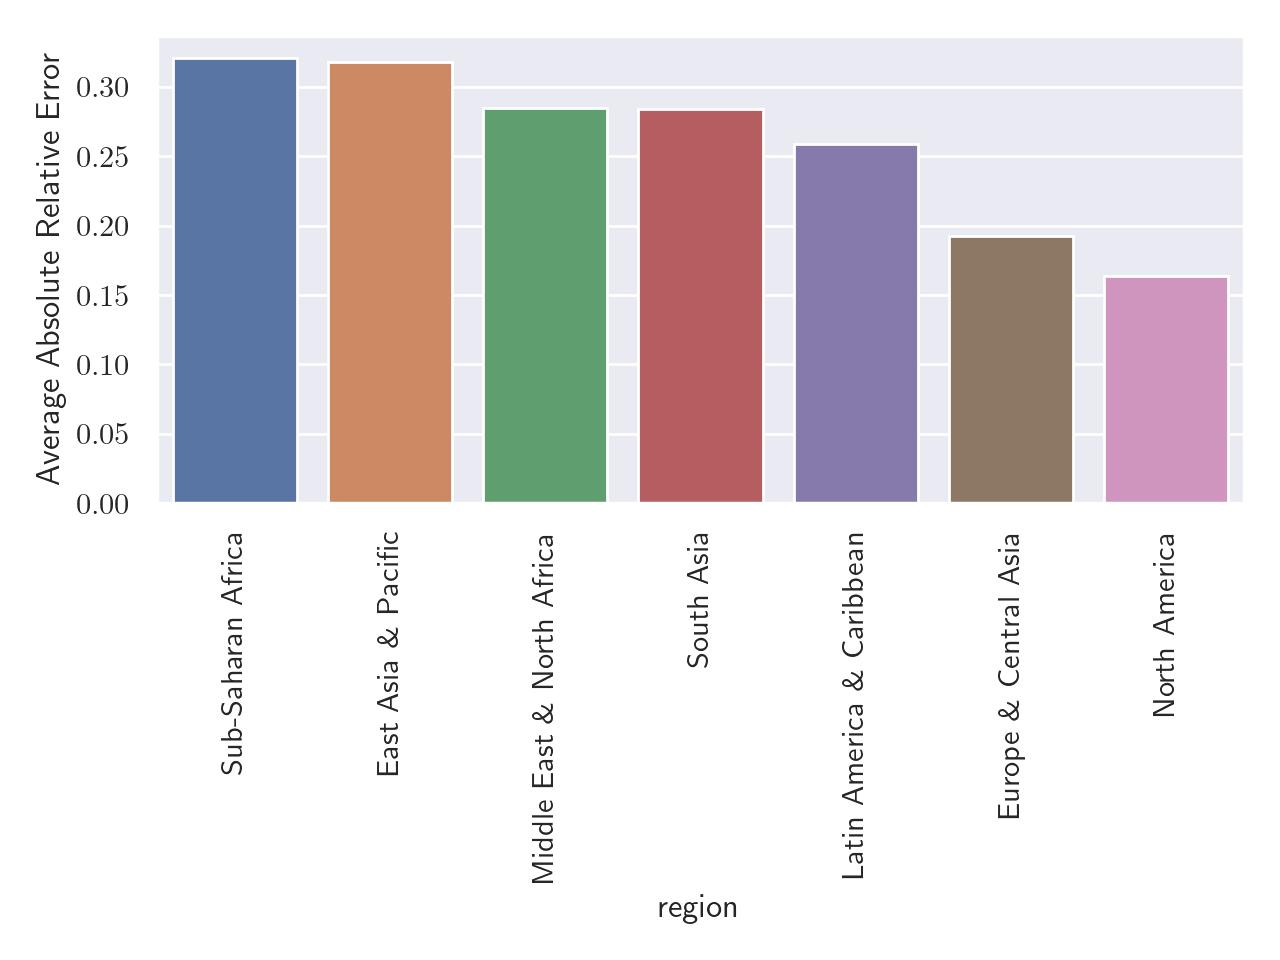 Average Absolute Relative Error
0.30
0.25
0.20
0.15
0.10
0.05
0.00
Sub-Saharan Africa
East Asia & Pacific
Middle East & North Africa
South Asia
Latin America & Caribbean
Europe & Central Asia
North America
region